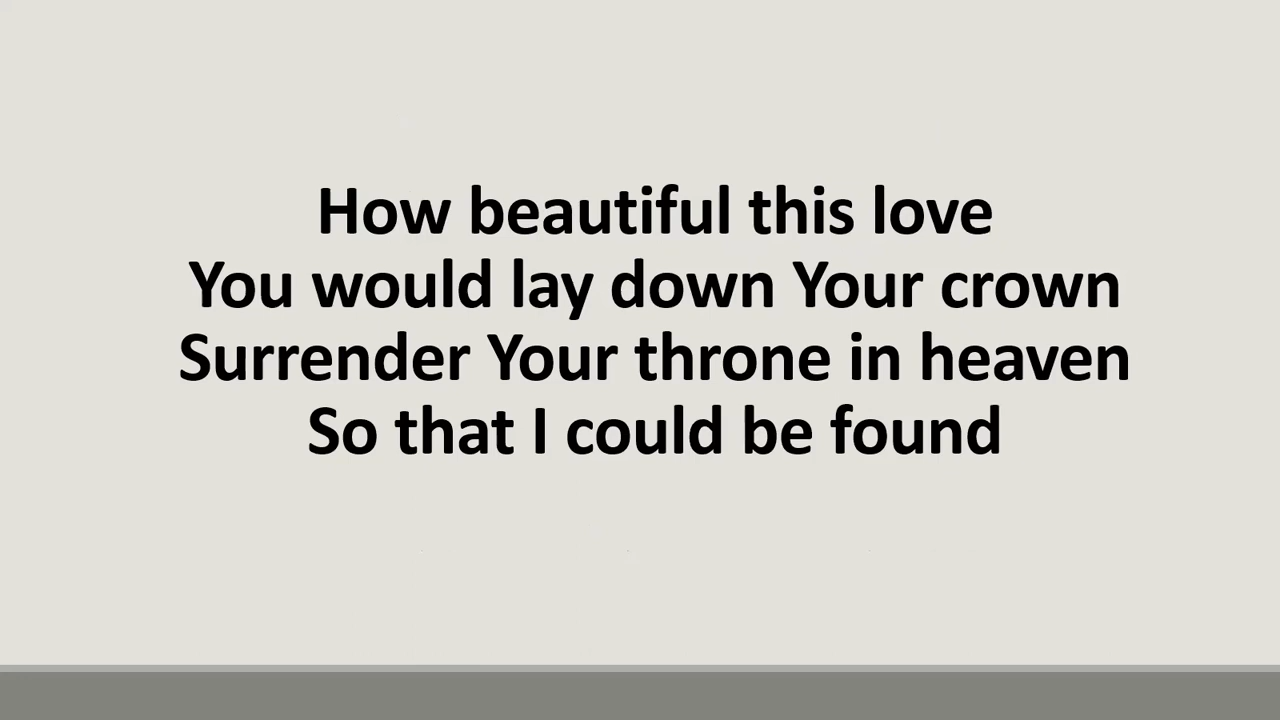 How beautiful this love
You would lay down Your crown
Surrender Your throne in heaven
So that I could be found